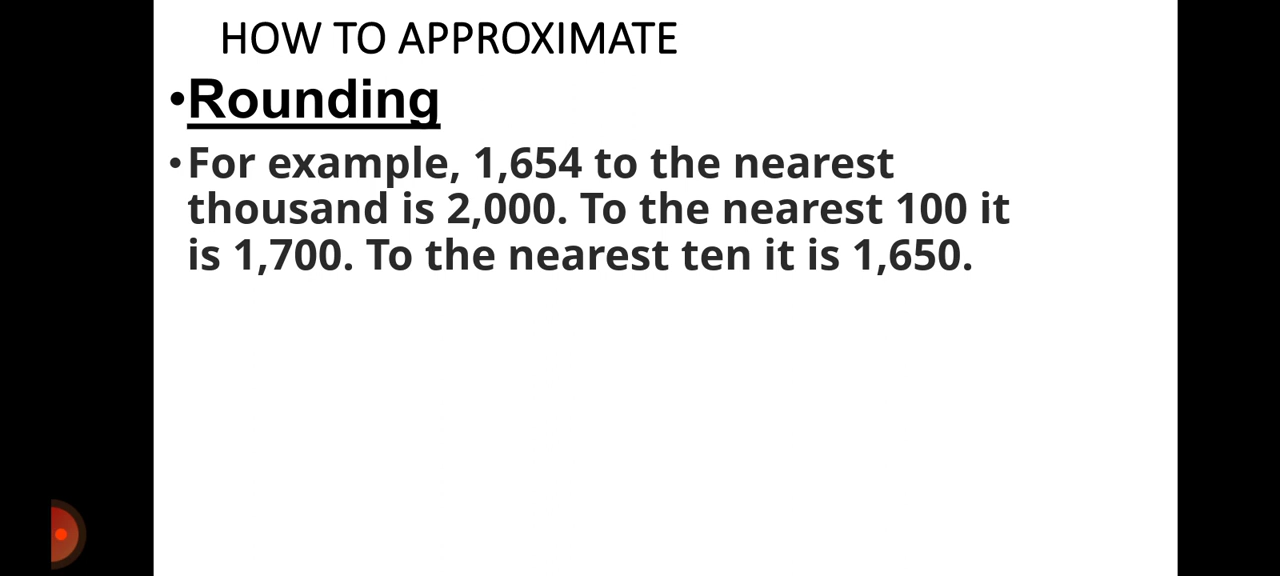 HOW TO APPROXIMATE
•Rounding
•For example, 1,654 to the nearest
thousand is 2,000. To the nearest 100 it
is 1,700. To the nearest ten it is 1,650.